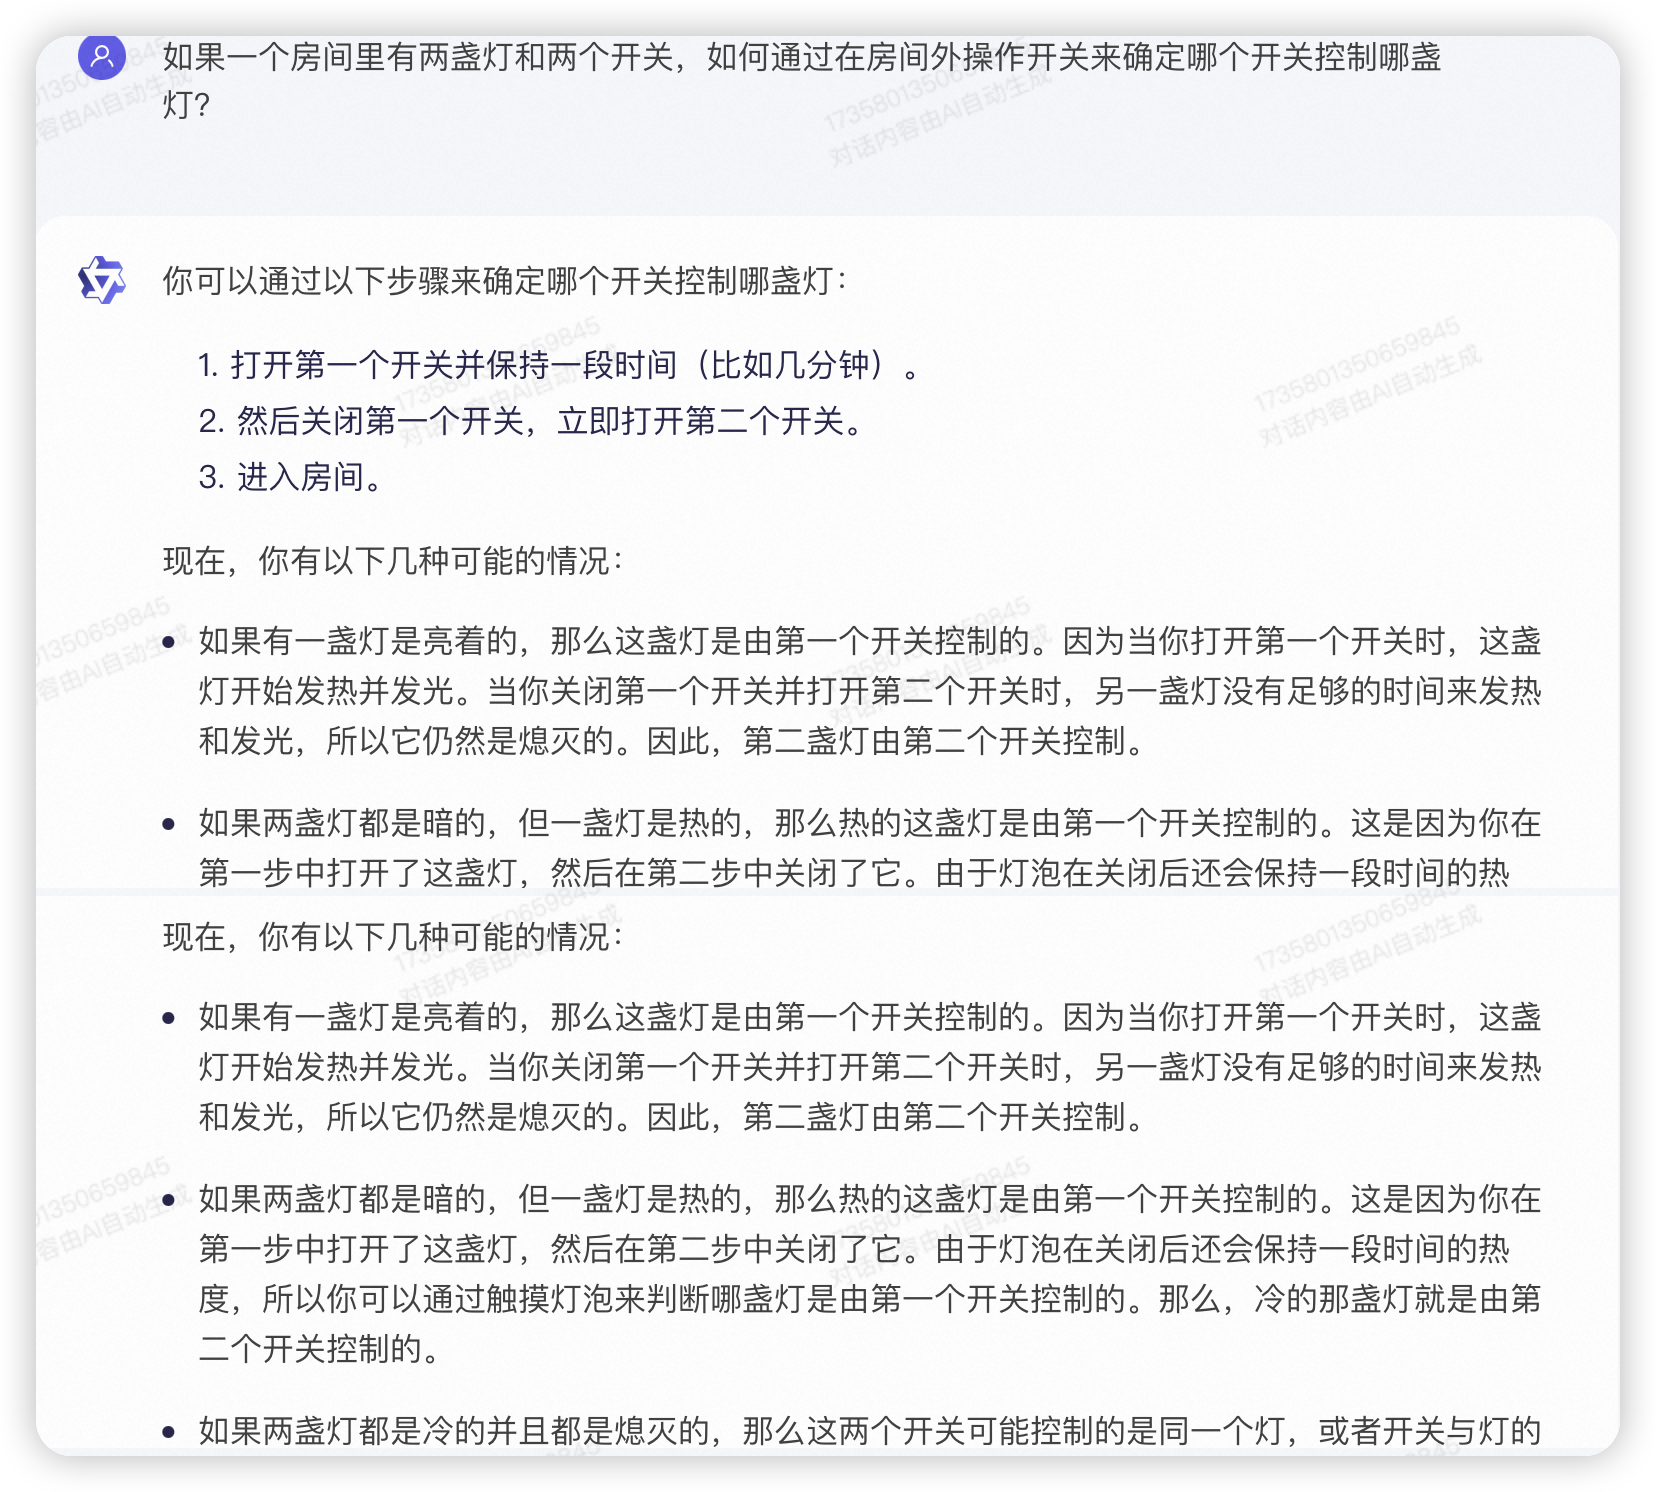 如果一个房间里有两盏灯和两个开关，如何通过在房间外操作开关来确定哪个开关控制哪盏
灯？
你可以通过以下步骤来确定哪个开关控制哪盏灯：
1. 打开第一个开关并保持一段时间（比如几分钟）。
2. 然后关闭第一个开关，立即打开第二个开关。
3. 进入房间。
现在，你有以下几种可能的情况：
如果有一盏灯是亮着的，那么这盏灯是由第一个开关控制的。因为当你打开第一个开关时，这盏
灯开始发热并发光。当你关闭第一个开关并打开第二个开关时，另一盏灯没有足够的时间来发热
和发光，所以它仍然是熄灭的。因此，第二盏灯由第二个开关控制。
如果两盏灯都是暗的，但一盏灯是热的，那么热的这盏灯是由第一个开关控制的。这是因为你在
第一步中打开了这盏灯，然后在第二步中关闭了它。由于灯泡在关闭后还会保持一段时间的热
现在，你有以下几种可能的情况：
如果有一盏灯是亮着的，那么这盏灯是由第一个开关控制的。因为当你打开第一个开关时，这盏
灯开始发热并发光。当你关闭第一个开关并打开第二个开关时，另一盏灯没有足够的时间来发热
和发光，所以它仍然是熄灭的。因此，第二盏灯由第二个开关控制。
如果两盏灯都是暗的，但一盏灯是热的，那么热的这盏灯是由第一个开关控制的。这是因为你在
第一步中打开了这盏灯，然后在第二步中关闭了它。由于灯泡在关闭后还会保持一段时间的热
度，所以你可以通过触摸灯泡来判断哪盏灯是由第一个开关控制的。那么，冷的那盏灯就是由第
二个开关控制的。
如果两盏灯都是冷的并且都是熄灭的，那么这两个开关可能控制的是同一个灯，或者开关与灯的
1735801350659845
对话内容由AI自动生成